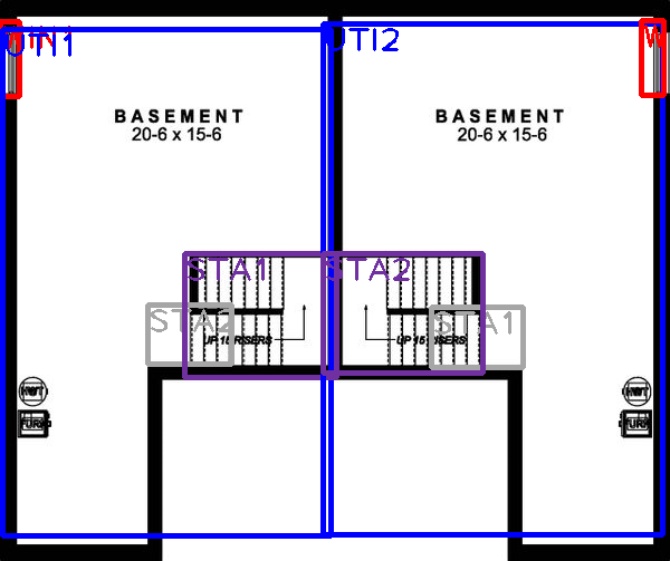 UTI1
UTI2
W
BASEMENT
20-6 x 15-6
BASEMENT
20-6 x 15-6
STA1
STA2
STA2
STA1
UP 15 RISERS
UP 15 RISERS
HWT
HWT
FURN
FURN